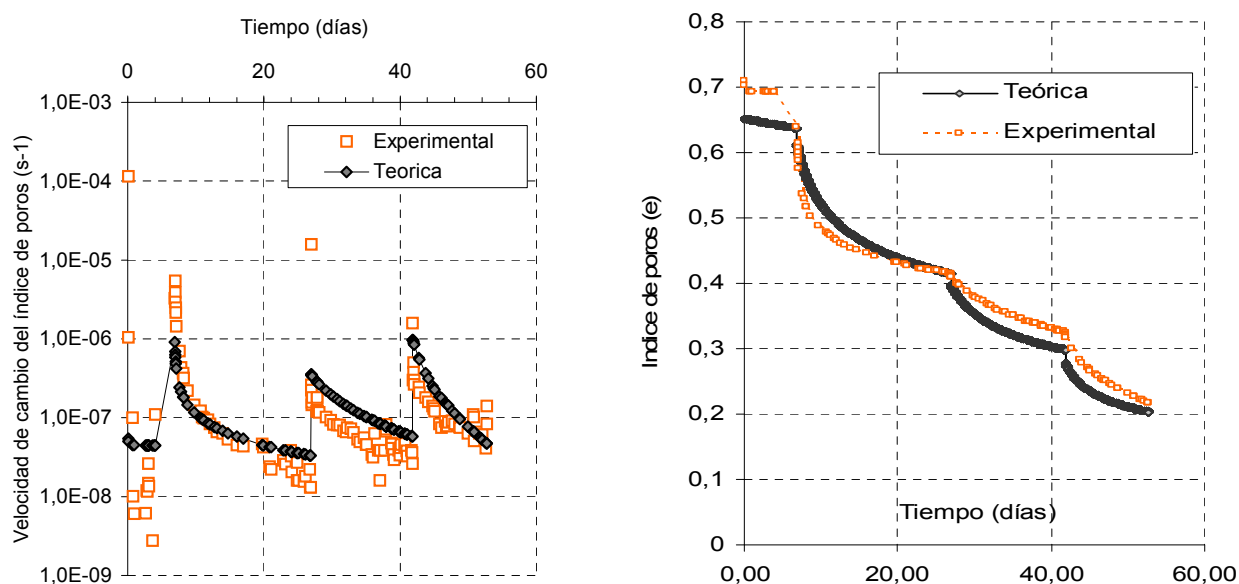 Tiempo (días)
0 20 40 60
1,0E-03
1,0E-04
1,0E-05
1,0E-06
1,0E-07
1,0E-08
1,0E-09
Velocidad de cambio del índice de poros (s-1)
Experimental
Teorica
0,8
0,7
0,6
0,5
0,4
0,3
0,2
0,1
0
Indice de poros (e)
Teórica
Experimental
Tiempo (días)
0,00 20,00 40,00 60,00